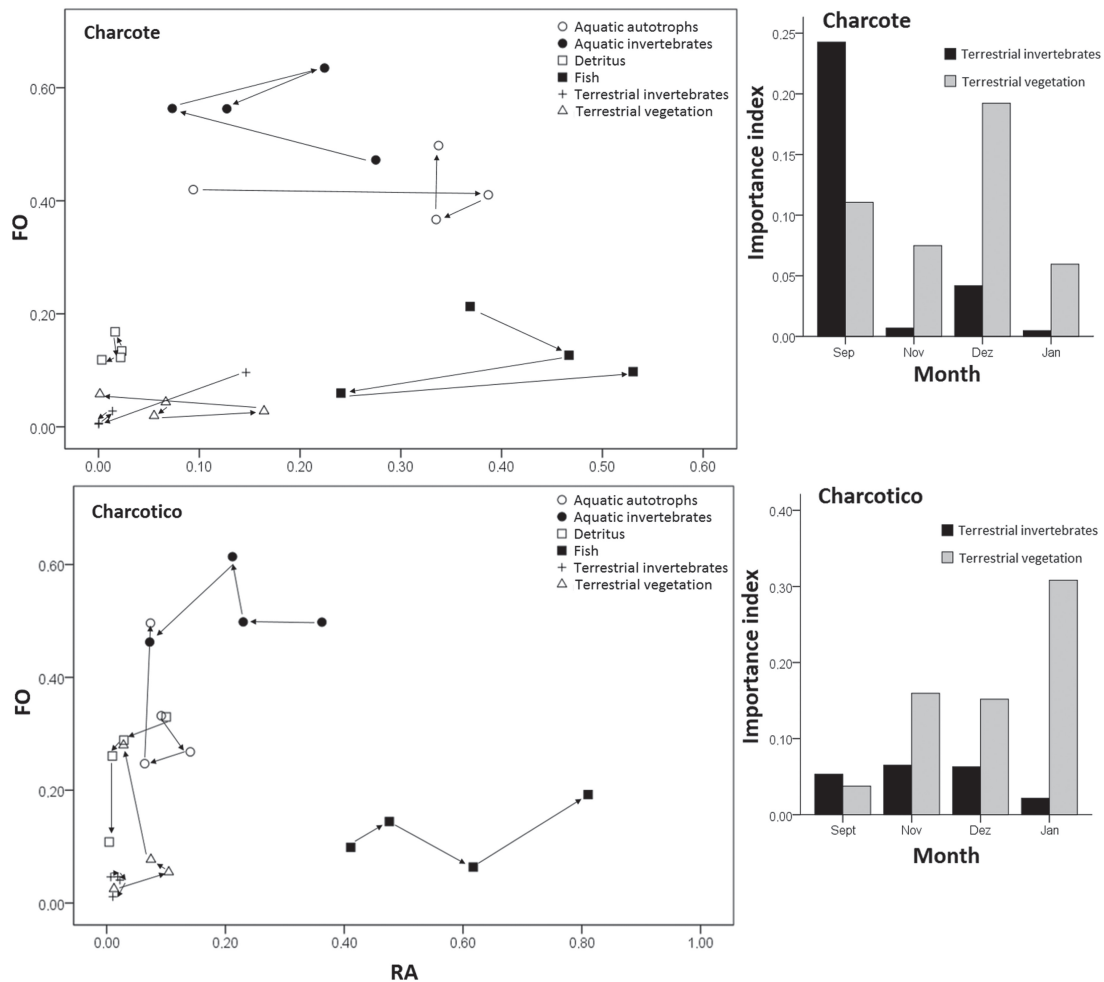 Charcote
Aquatic autotrophs
Aquatic invertebrates
Detritus
Fish
Terrestrial invertebrates
Terrestrial vegetation
FO
0.60
0.40
0.20
0.00
0.00 0.10 0.20 0.30 0.40 0.50 0.60
Charcote
Terrestrial invertebrates
Terrestrial vegetation
Importance index
0.25
0.20
0.15
0.10
0.05
0.00
Sep Nov Dez Jan
Month
Charcotico
Aquatic autotrophs
Aquatic invertebrates
Detritus
Fish
Terrestrial invertebrates
Terrestrial vegetation
FO
0.60
0.40
0.20
0.00
0.00 0.20 0.40 0.60 0.80 1.00
RA
Charcotico
Terrestrial invertebrates
Terrestrial vegetation
Importance index
0.40
0.30
0.20
0.10
0.00
Sept Nov Dez Jan
Month